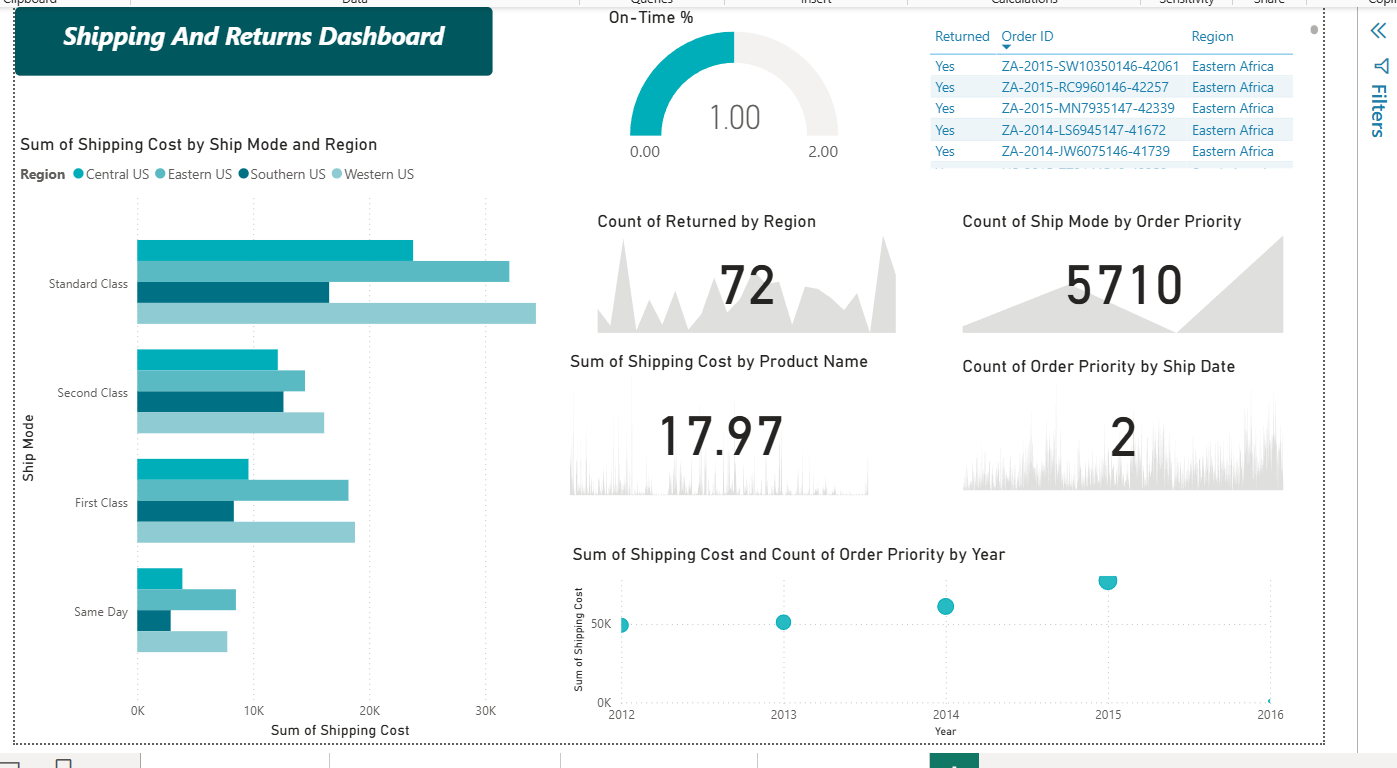 Clipboard
Data
Queries
Insert
Calculations
Sensitivity
Share
Shipping And Returns Dashboard
Sum of Shipping Cost by Ship Mode and Region
Region Central US Eastern US Southern US Western US
Ship Mode
Standard Class
Second Class
First Class
Same Day
0K 10K 20K 30K
Sum of Shipping Cost
On-Time %
1.00
0.00 2.00
Returned Order ID Region
Yes ZA-2015-SW10350146-42061 Eastern Africa
Yes ZA-2015-RC9960146-42257 Eastern Africa
Yes ZA-2015-MN7935147-42339 Eastern Africa
Yes ZA-2014-LS6945147-41672 Eastern Africa
Yes ZA-2014-JW6075146-41739 Eastern Africa
Count of Returned by Region
72
Count of Ship Mode by Order Priority
5710
Sum of Shipping Cost by Product Name
17.97
Count of Order Priority by Ship Date
2
Sum of Shipping Cost and Count of Order Priority by Year
Sum of Shipping Cost
50K
0K
2012 2013 2014 2015 2016
Year
Filters